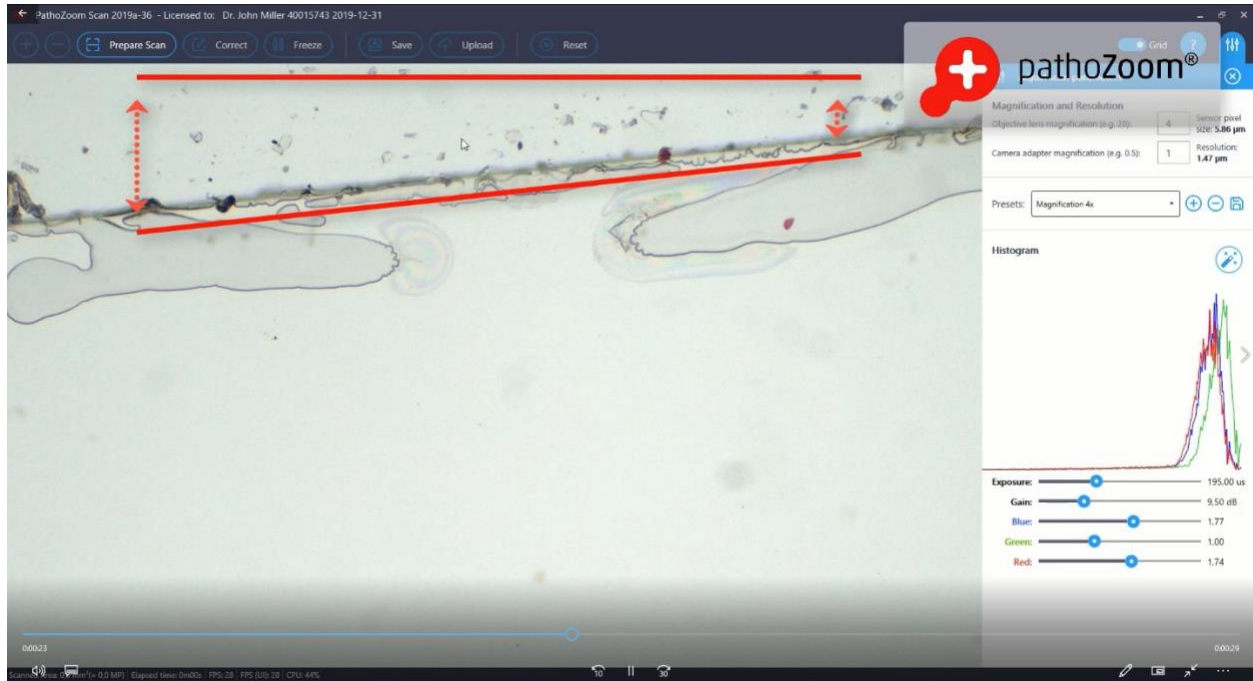 PathoZoom Scan 2019a-36 - Licensed to: Dr. John Miller 40015743 2019-12-31
Prepare Scan Correct Freeze Save Upload Reset Grid ?
pathoZoom®
Magnification and Resolution
Objective lens magnification (e.g. 20): 4 Sensor pixel size: 5.86 µm
Camera adapter magnification (e.g. 0.5): 1 Resolution: 1.47 µm
Presets: Magnification 4x
Histogram
Exposure: 195.00 us
Gain: 9.50 dB
Blue: 1.77
Green: 1.00
Red: 1.74
0:00:23 0:00:29
10 30
Elapsed time: 0m00s FPS: 28 FPS (UI): 28 CPU: 44%